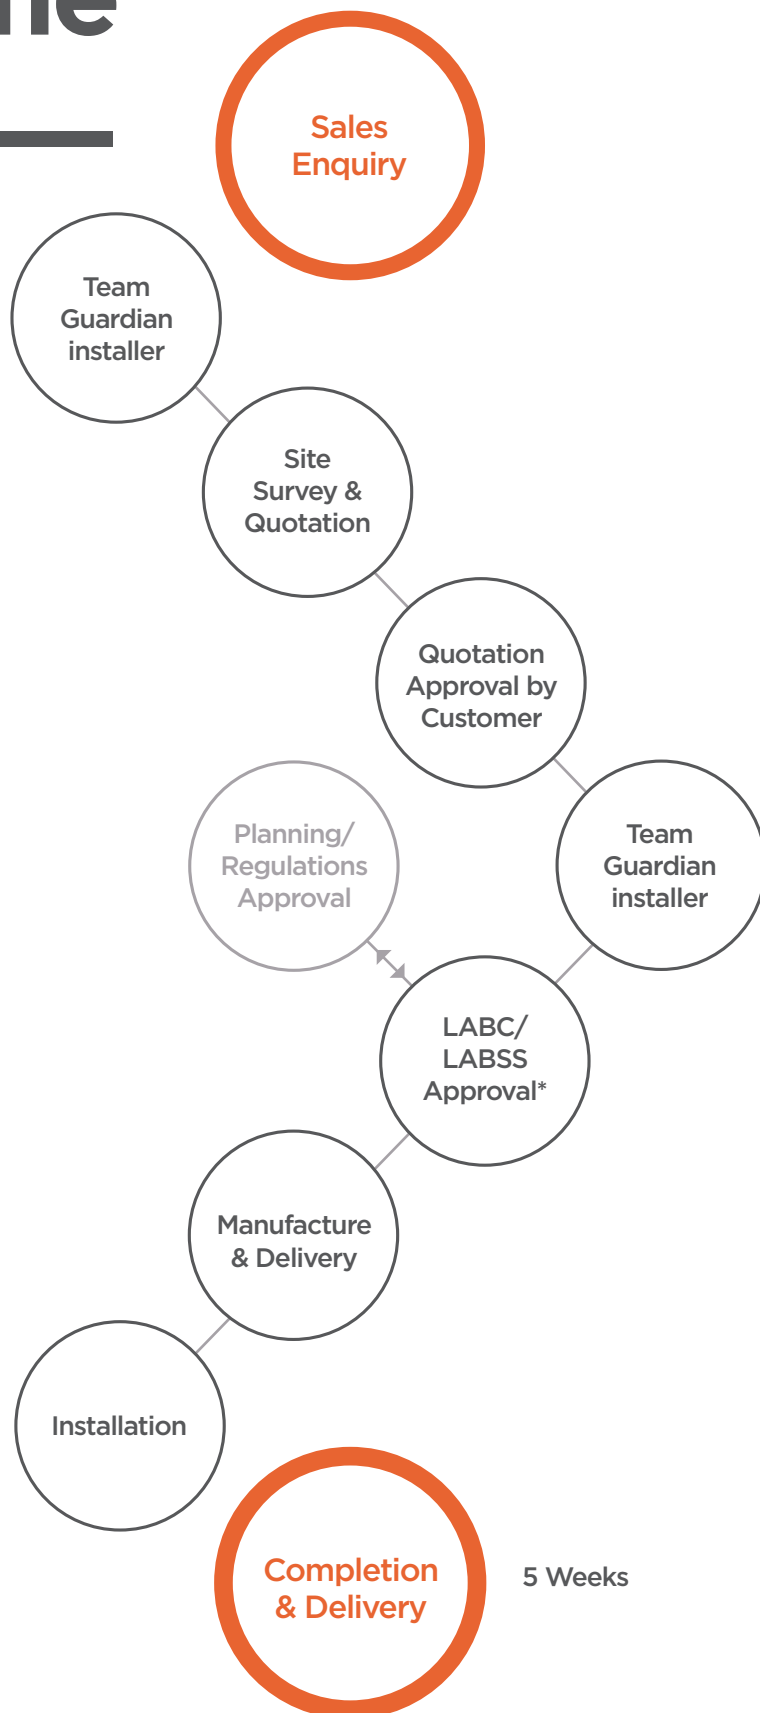 Sales
Enquiry
Team
Guardian
installer
Site
Survey &
Quotation
Quotation
Approval by
Customer
Planning/
Regulations
Approval
Team
Guardian
installer
LABC/
LABSS
Approval*
Manufacture
& Delivery
Installation
Completion
& Delivery
5 Weeks